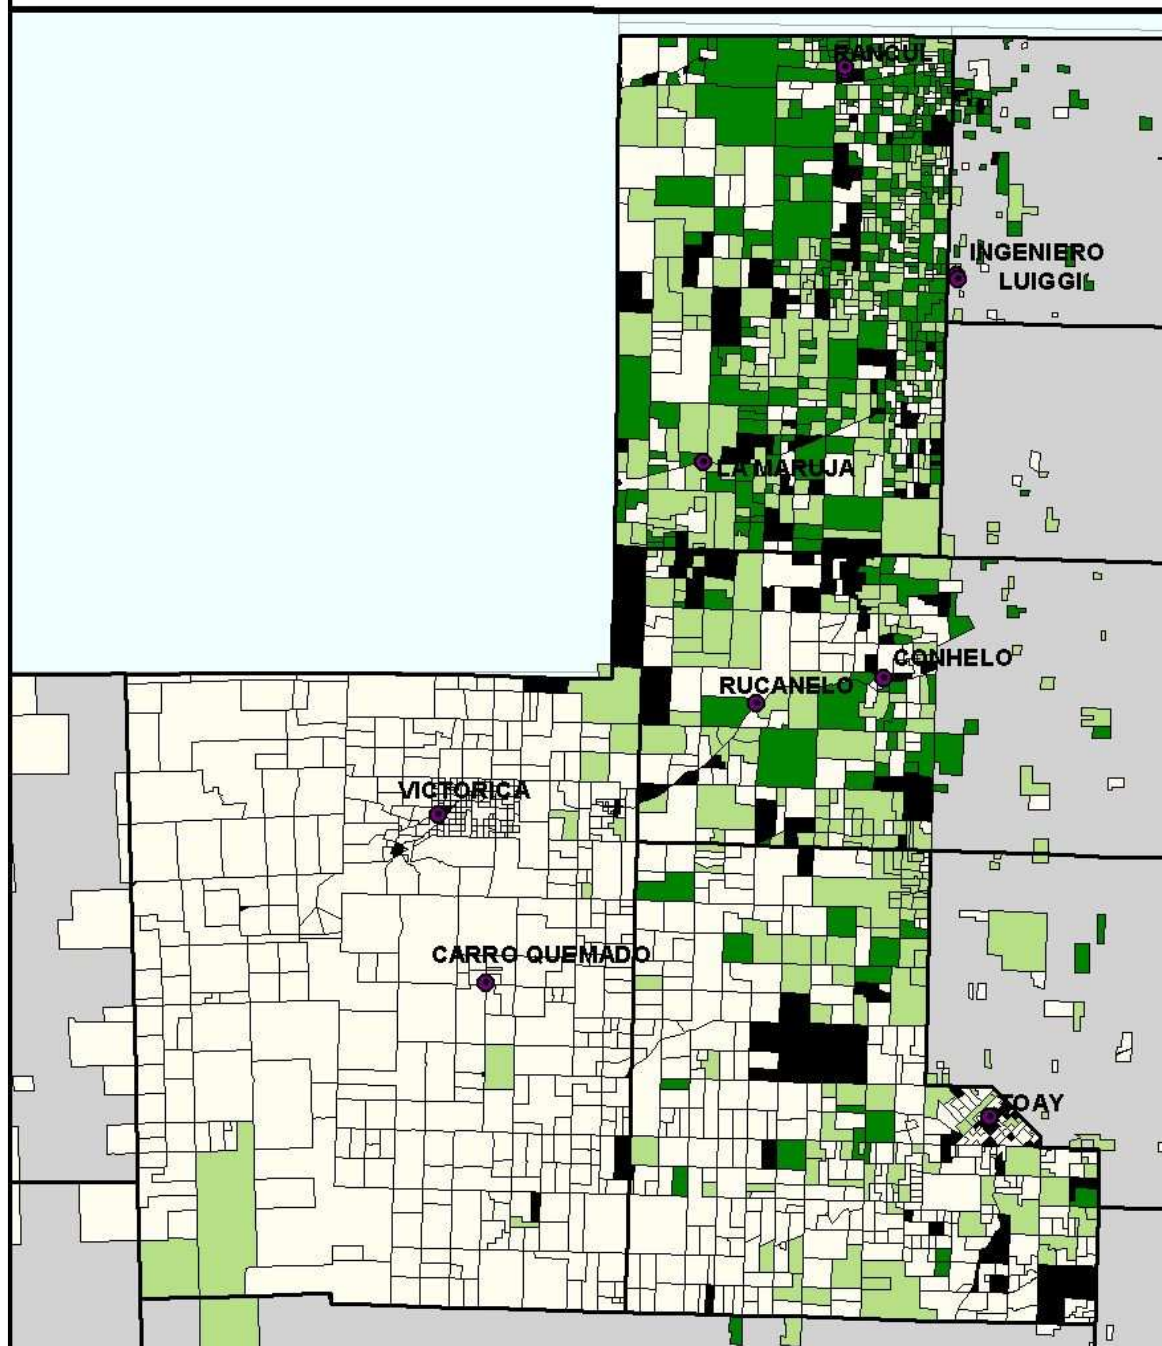 RANCUL
INGENIERO
LUIGGI
LA MARUJA
CONHELO
RUCANELO
VICTORICA
CARRO QUEMADO
TOAY